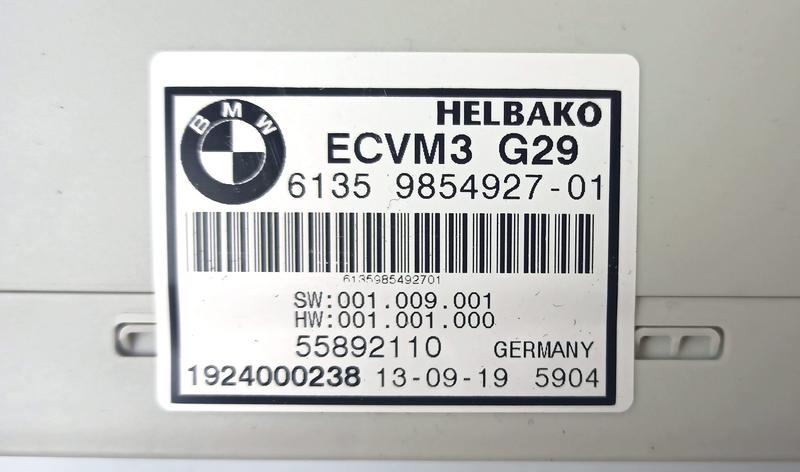 BMW
HELBAKO
ECVM3 G29
6135 9854927-01
6135985492701
SW:001.009.001
HW:001.001.000
55892110 GERMANY
1924000238 13-09-19 5904